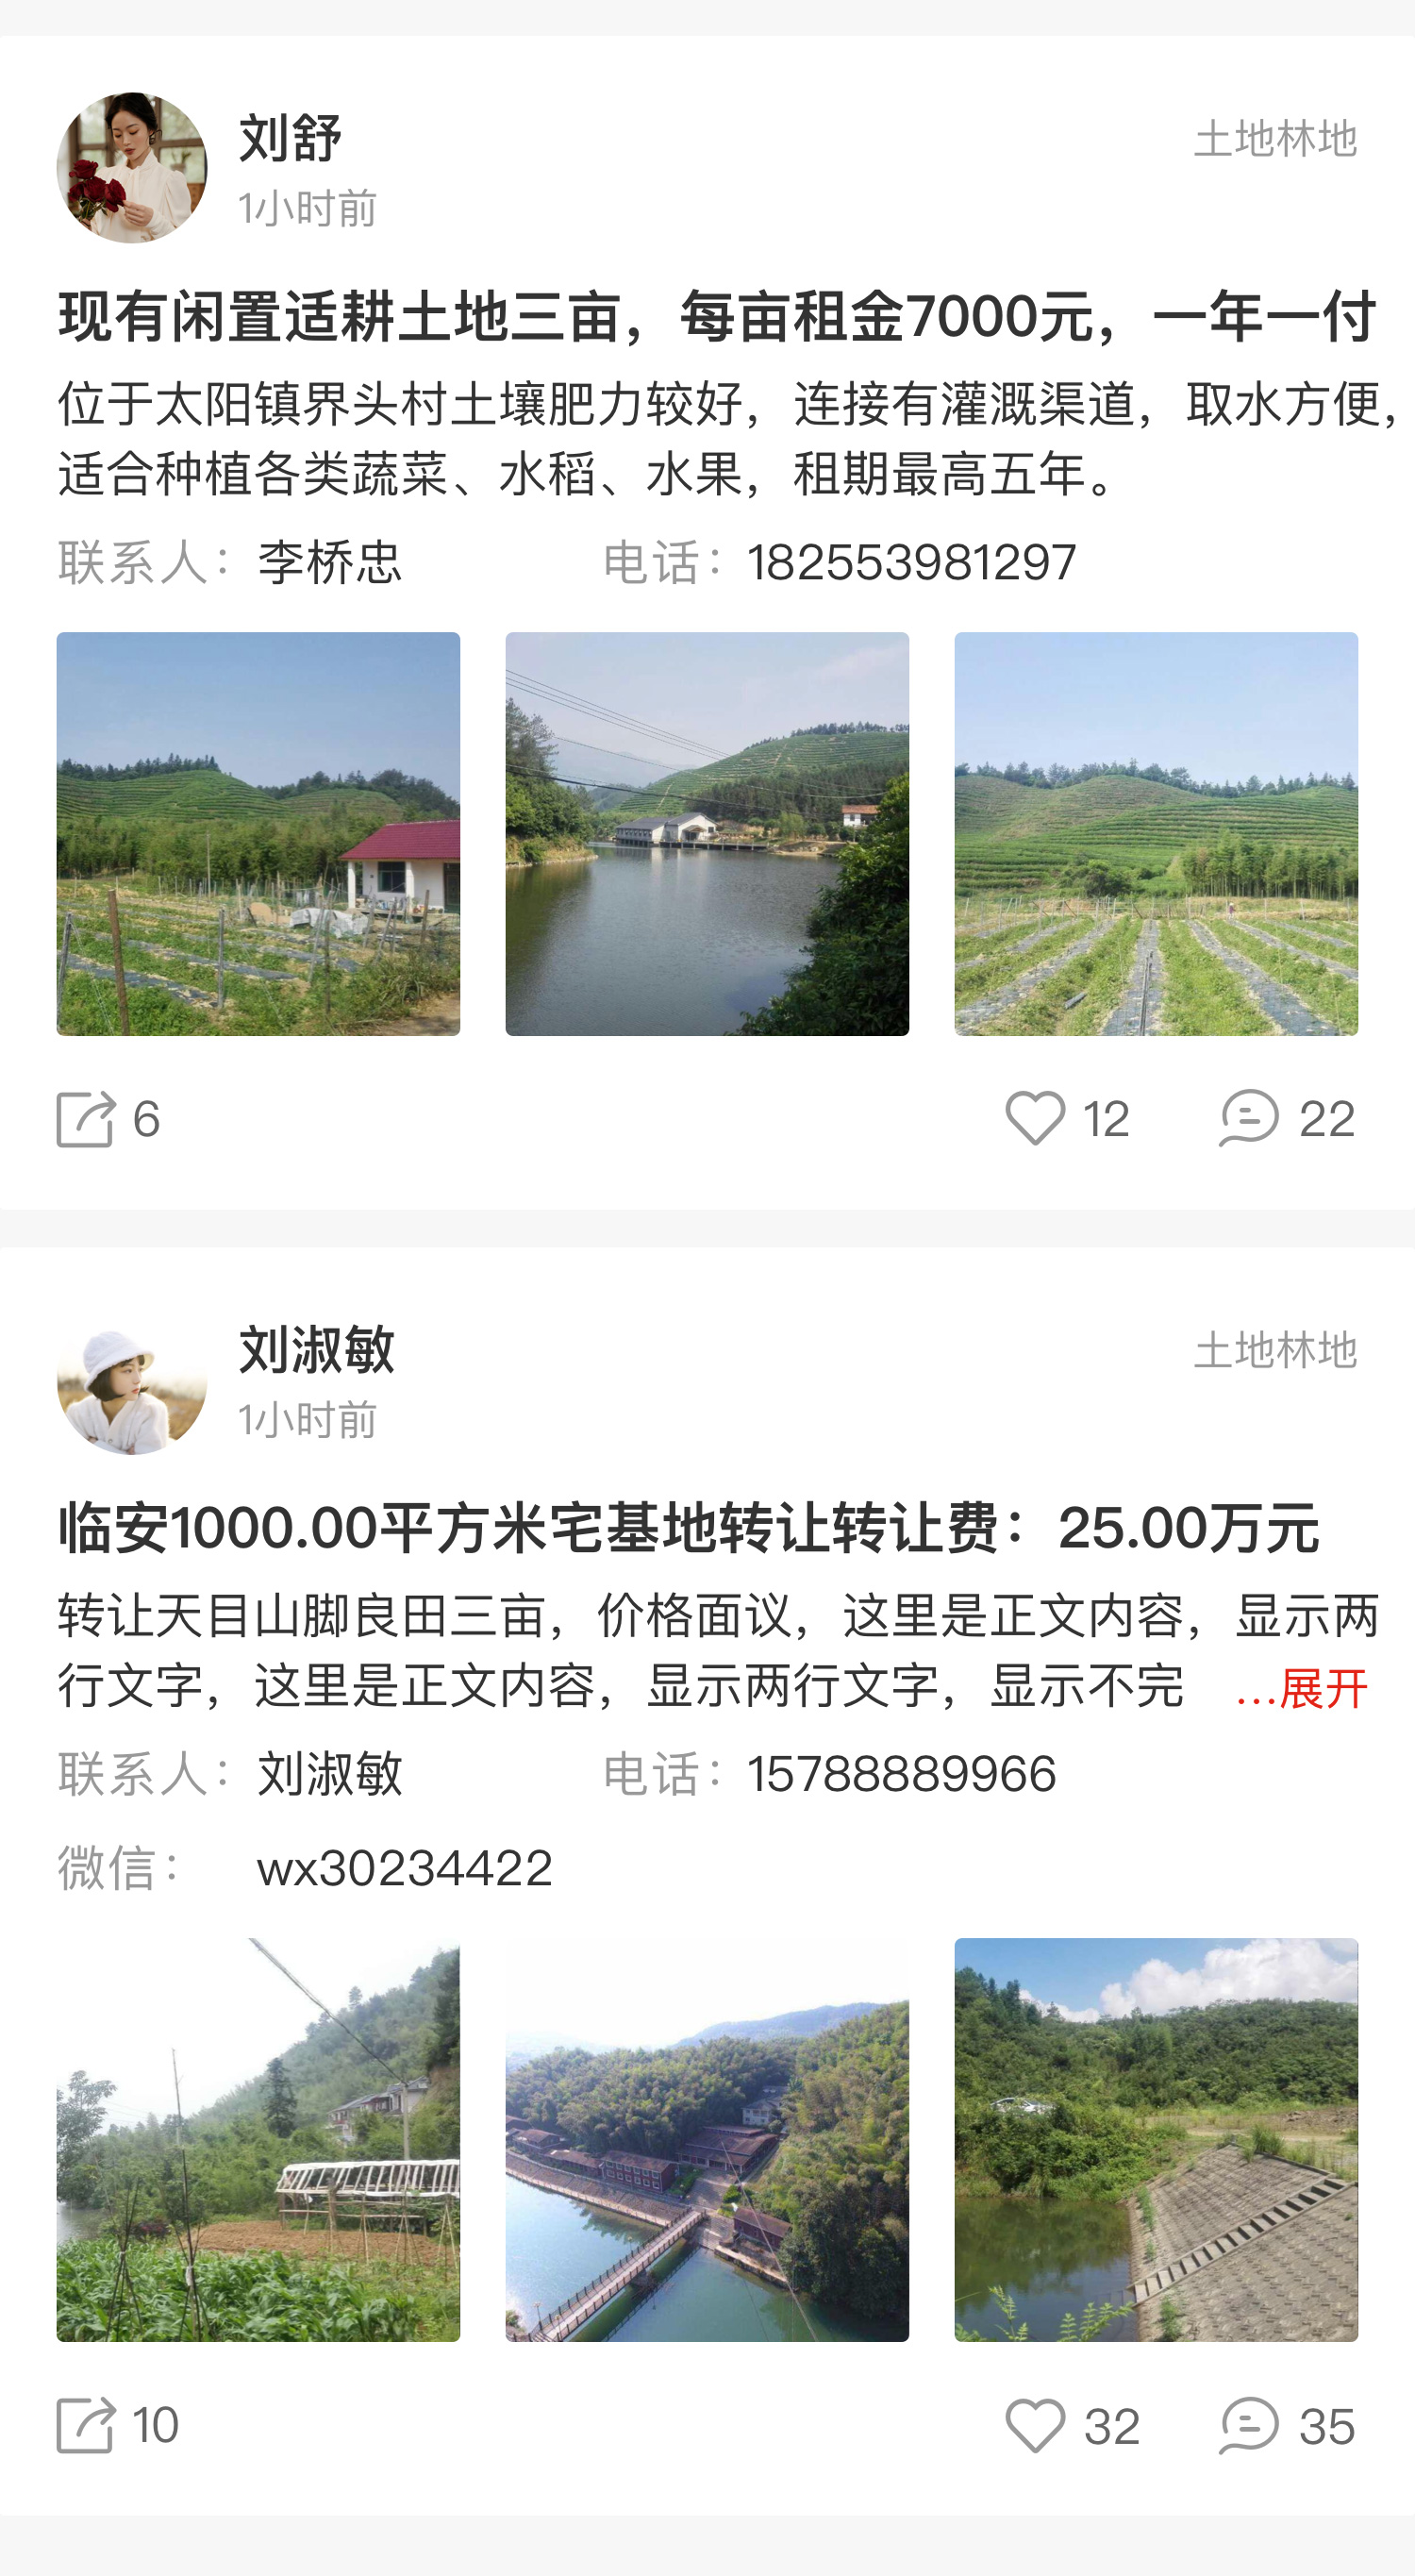 刘舒
土地林地
1小时前
现有闲置适耕土地三亩，每亩租金7000元，一年一付
位于太阳镇界头村土壤肥力较好，连接有灌溉渠道，取水方便，
适合种植各类蔬菜、水稻、水果，租期最高五年。
联系人：李桥忠 电话：182553981297
6 12 22
刘淑敏
土地林地
1小时前
临安1000.00平方米宅基地转让转让费：25.00万元
转让天目山脚良田三亩，价格面议，这里是正文内容，显示两
行文字，这里是正文内容，显示两行文字，显示不完 ...展开
联系人：刘淑敏 电话：15788889966
微信： wx30234422
10 32 35